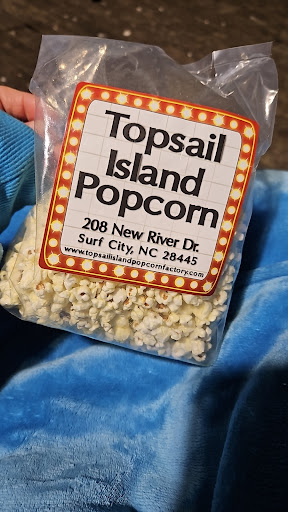 Topsail
Island
Popcorn
208 New River Dr.
Surf City, NC 28445
www.topsailislandpopcornfactory.com